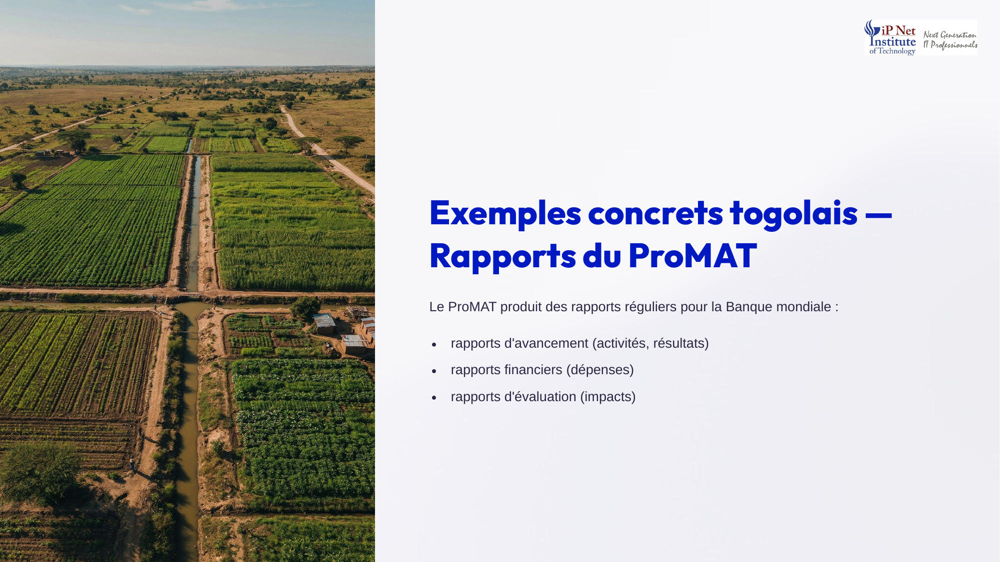 iP Net
Institute
of Technology
Next Generation
IT Professionnels
Exemples concrets togolais —
Rapports du ProMAT
Le ProMAT produit des rapports réguliers pour la Banque mondiale :
• rapports d'avancement (activités, résultats)
• rapports financiers (dépenses)
• rapports d'évaluation (impacts)